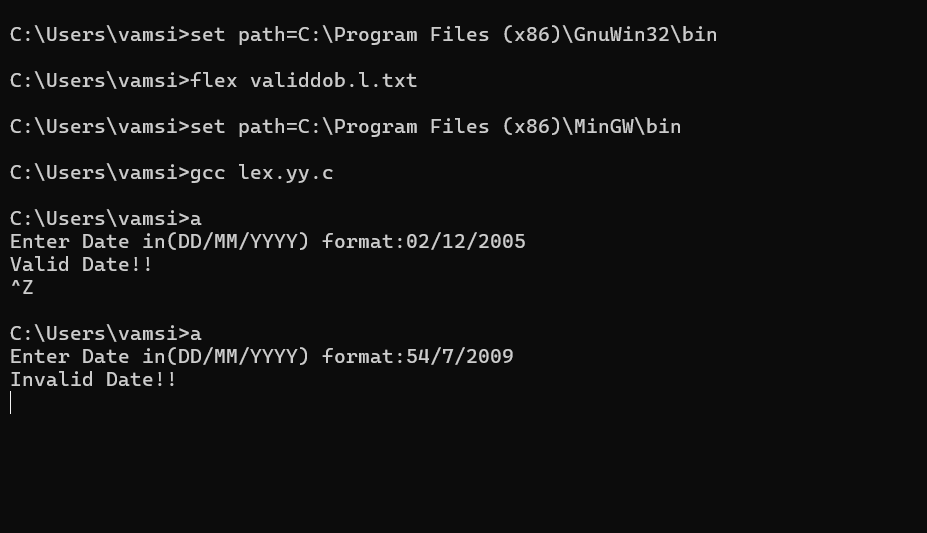 C:\Users\vamsi>set path=C:\Program Files (x86)\GnuWin32\bin
C:\Users\vamsi>flex validdob.l.txt
C:\Users\vamsi>set path=C:\Program Files (x86)\MinGW\bin
C:\Users\vamsi>gcc lex.yy.c
C:\Users\vamsi>a
Enter Date in(DD/MM/YYYY) format:02/12/2005
Valid Date!!
^Z
C:\Users\vamsi>a
Enter Date in(DD/MM/YYYY) format:54/7/2009
Invalid Date!!